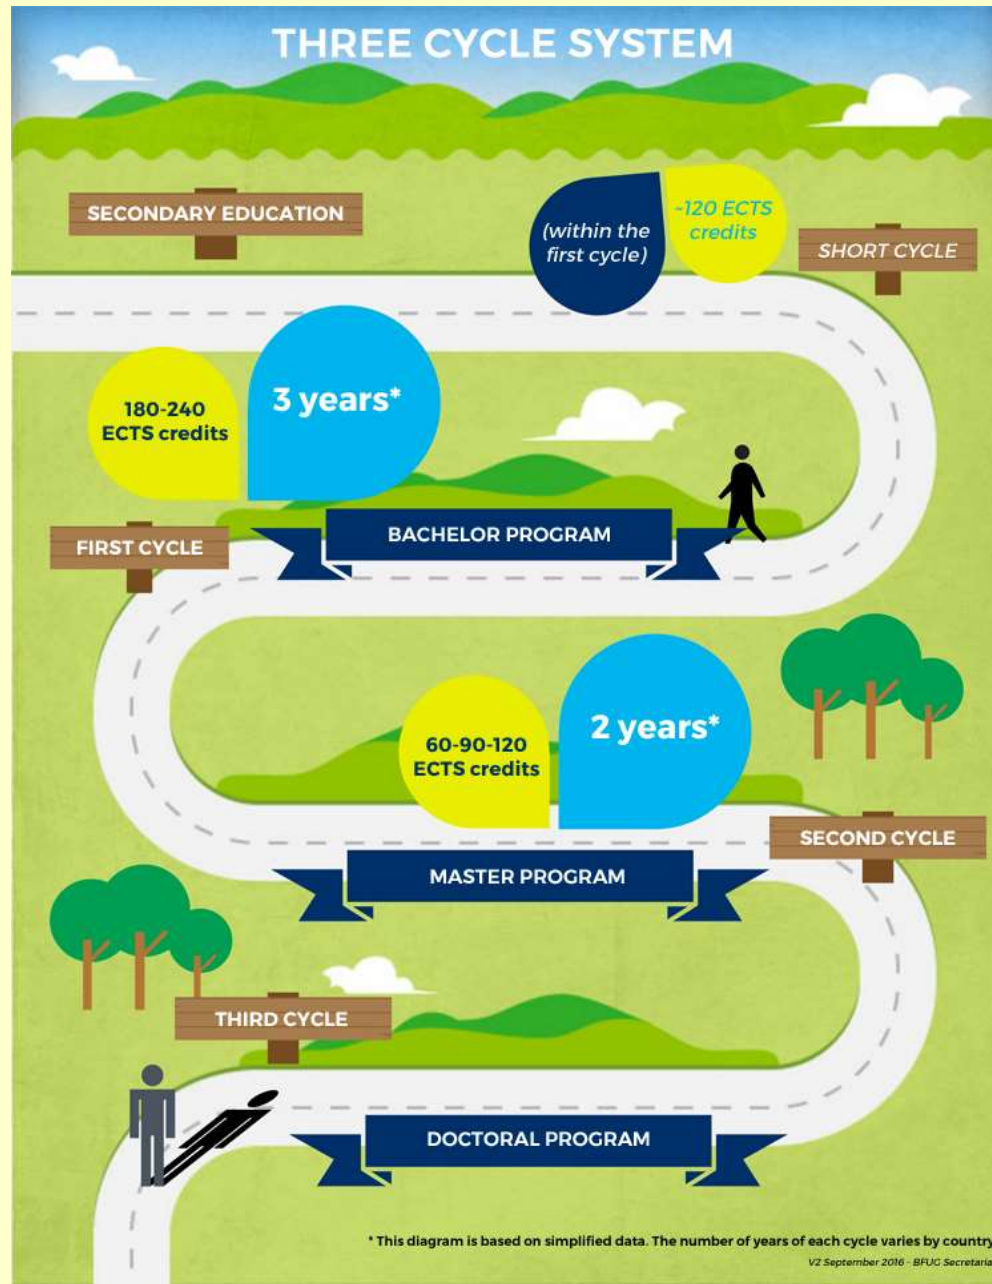 THREE CYCLE SYSTEM
SECONDARY EDUCATION
(within the
first cycle)
~120 ECTS
credits
SHORT CYCLE
180-240
ECTS credits
3 years*
BACHELOR PROGRAM
FIRST CYCLE
60-90-120
ECTS credits
2 years*
SECOND CYCLE
MASTER PROGRAM
THIRD CYCLE
DOCTORAL PROGRAM
* This diagram is based on simplified data. The number of years of each cycle varies by country
V2 September 2016 - BFUG Secretaria